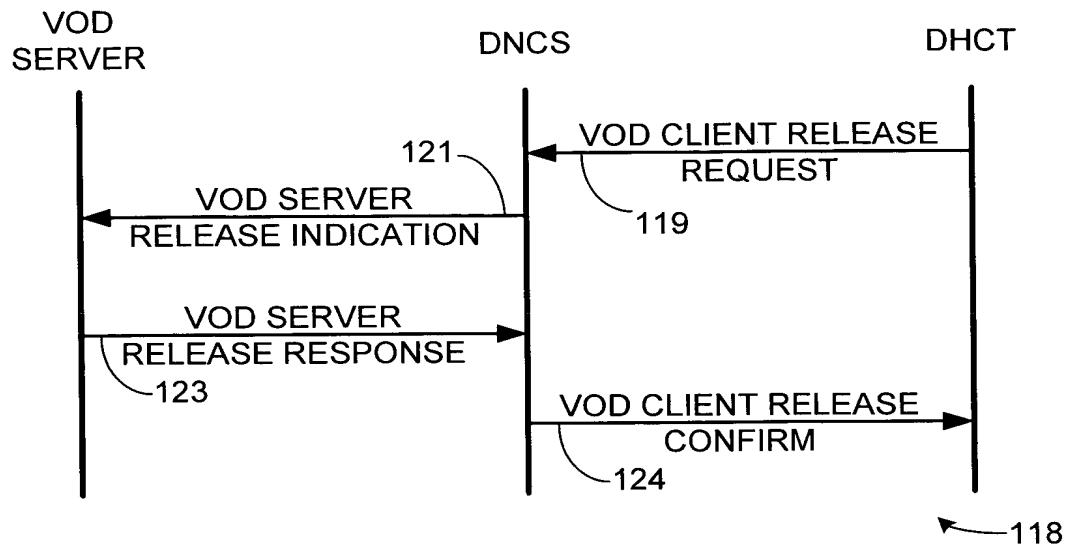 VOD
SERVER
DNCS
DHCT
VOD CLIENT RELEASE
REQUEST
119
121
VOD SERVER
RELEASE INDICATION
VOD SERVER
RELEASE RESPONSE
123
VOD CLIENT RELEASE
CONFIRM
124
118